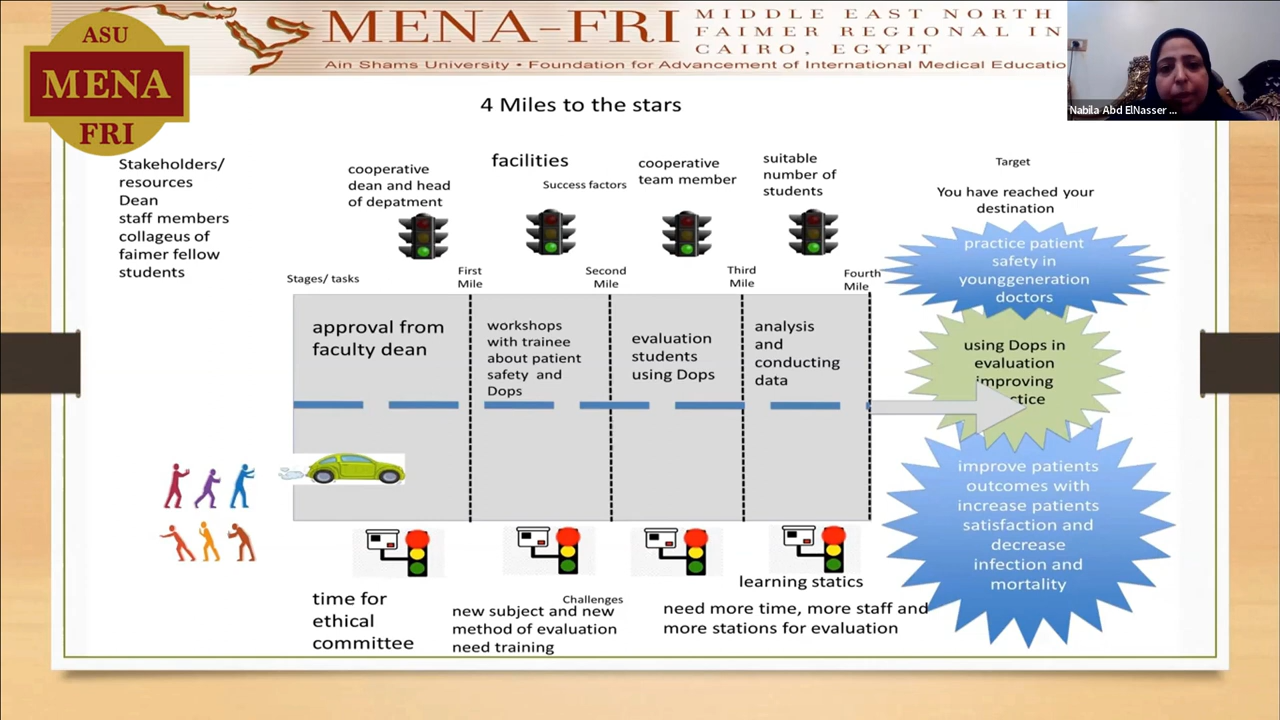 ASU
MENA
FRI
MENA-FRI
MIDDLE EAST NORTH
FAIMER REGIONAL IN
CAIRO, EGYPT
Ain Shams University • Foundation for Advancement of International Medical Educatio
Nabila Abd ElNasser ...
4 Miles to the stars
Stakeholders/
resources
Dean
staff members
collageus of
faimer fellow
students
cooperative
dean and head
of depatment
facilities
Success factors
cooperative
team member
suitable
number of
students
Target
You have reached your
destination
Stages/ tasks
First
Mile
Second
Mile
Third
Mile
Fourth
Mile
approval from
faculty dean
workshops
with trainee
about patient
safety and
Dops
evaluation
students
using Dops
analysis
and
conducting
data
practice patient
safety in
younggeneration
doctors
using Dops in
evaluation
improving
ctice
improve patients
outcomes with
increase patients
satisfaction and
decrease
infection and
mortality
time for
ethical
committee
Challenges
new subject and new
method of evaluation
need training
learning statics
need more time, more staff and
more stations for evaluation